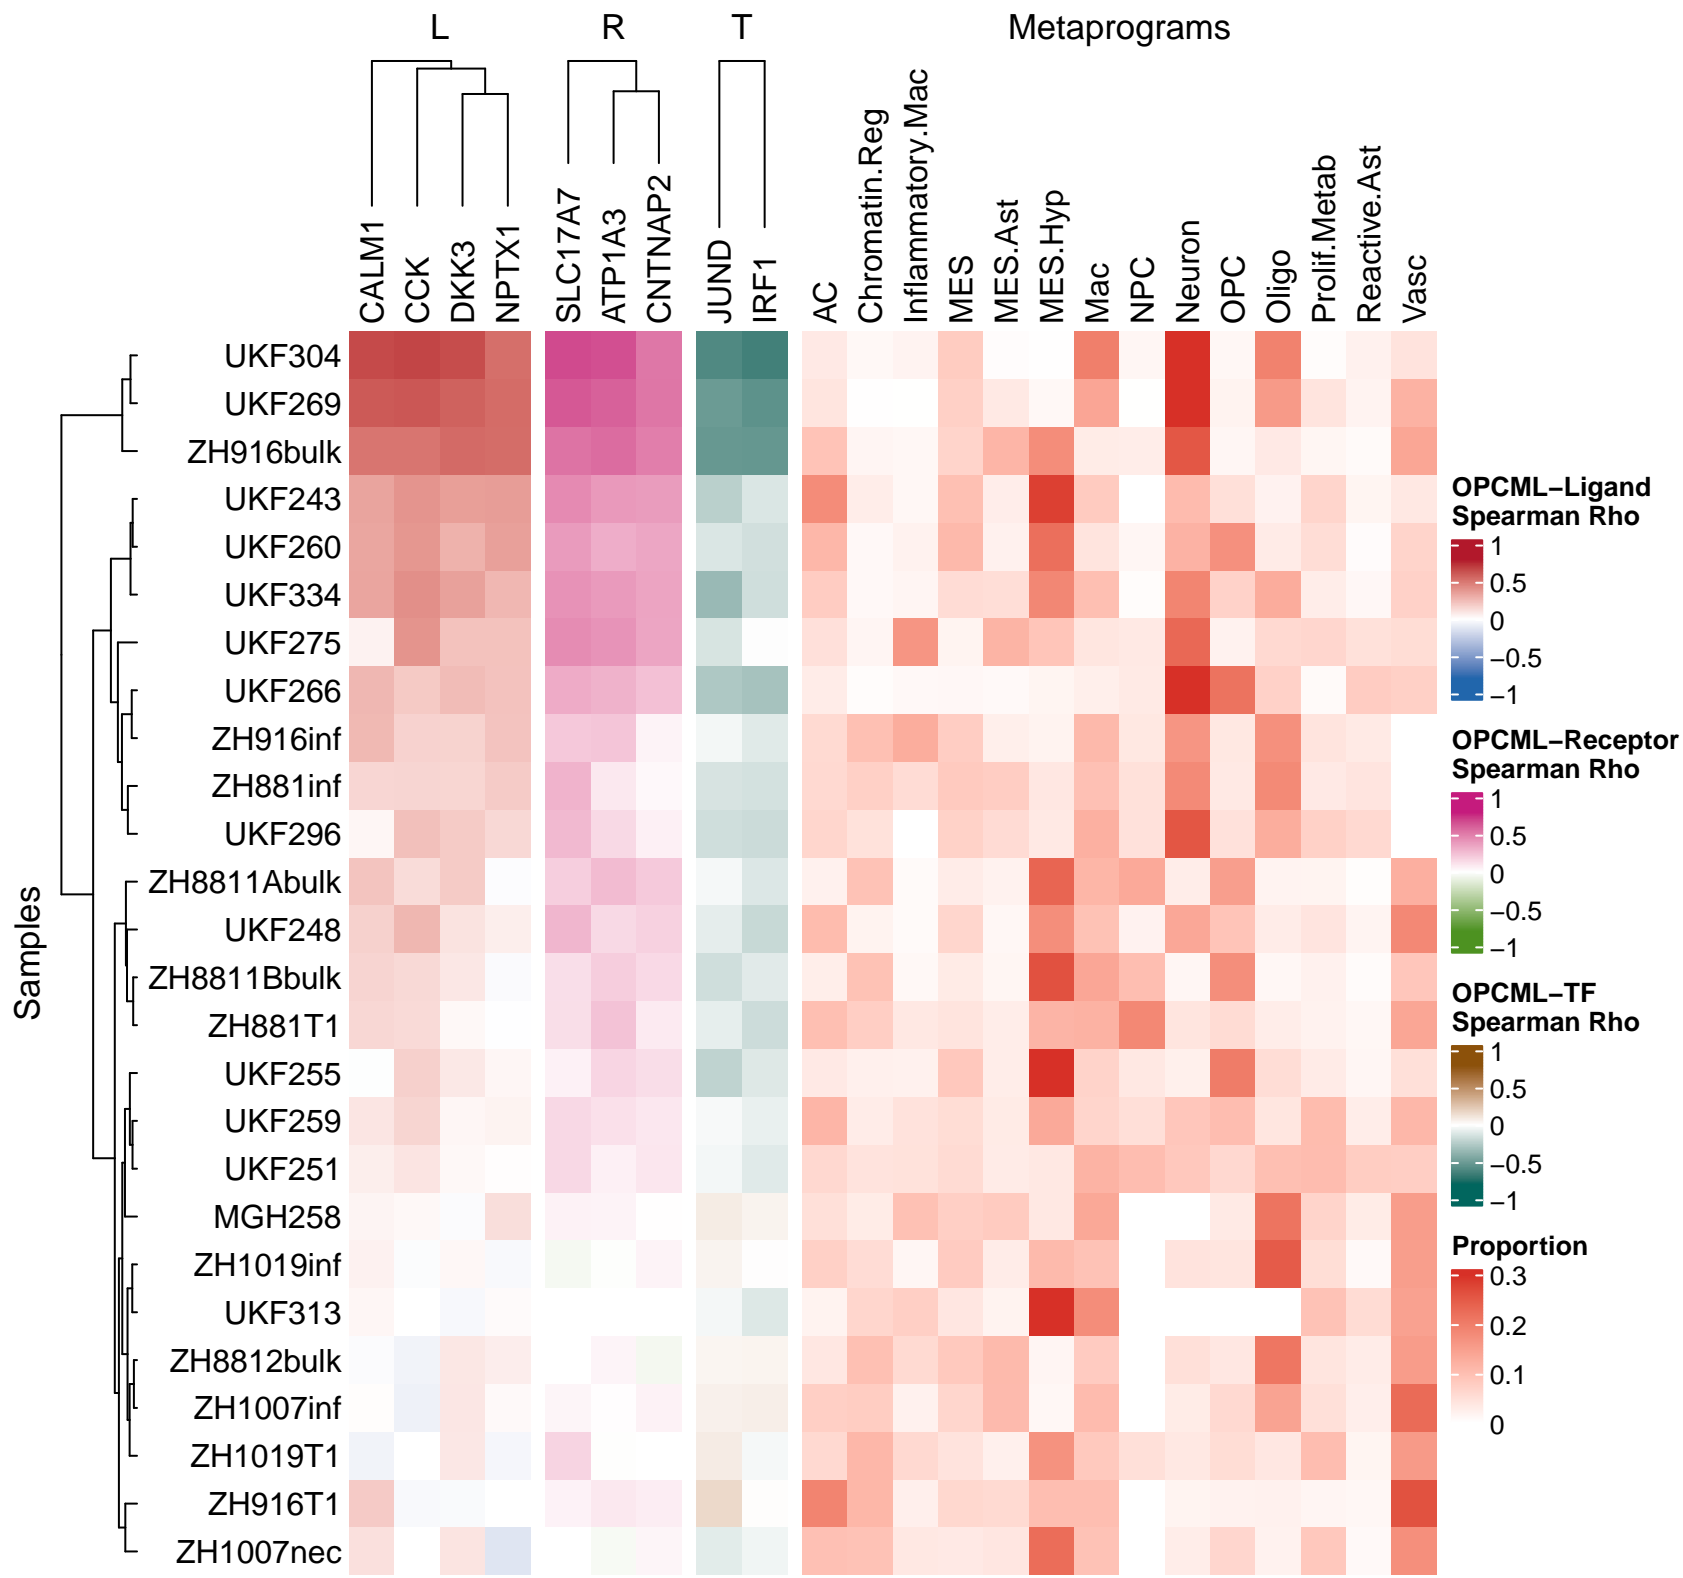 L R T Metaprograms
CALM1
CCK
DKK3
NPTX1
SLC17A7
ATP1A3
CNTNAP2
JUND
IRF1
AC
Chromatin.Reg
Inflammatory.Mac
MES
MES.Ast
MES.Hyp
Mac
NPC
Neuron
OPC
Oligo
Prolif.Metab
Reactive.Ast
Vasc
Samples
UKF304
UKF269
ZH916bulk
UKF243
UKF260
UKF334
UKF275
UKF266
ZH916inf
ZH881inf
UKF296
ZH8811Abulk
UKF248
ZH8811Bbulk
ZH881T1
UKF255
UKF259
UKF251
MGH258
ZH1019inf
UKF313
ZH8812bulk
ZH1007inf
ZH1019T1
ZH916T1
ZH1007nec
OPCML−Ligand
Spearman Rho
1
0.5
0
−0.5
−1
OPCML−Receptor
Spearman Rho
1
0.5
0
−0.5
−1
OPCML−TF
Spearman Rho
1
0.5
0
−0.5
−1
Proportion
0.3
0.2
0.1
0